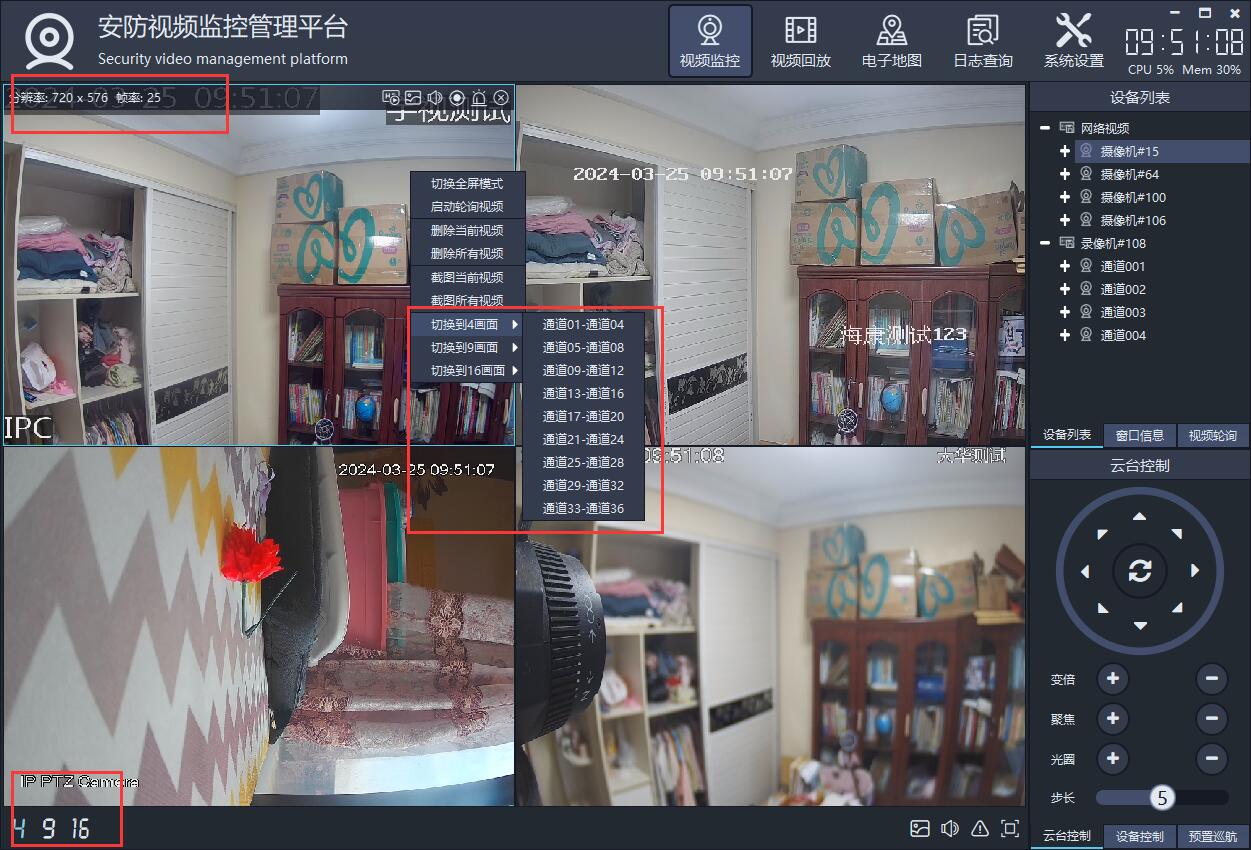 安防视频监控管理平台
Security video management platform
视频监控
视频回放
电子地图
日志查询
系统设置
09:51:08
CPU 5% Mem 30%
2024-03-25 09:51:07
分辨率: 720 x 576 帧率: 25
宇视测试
IPC
2024-03-25 09:51:07
海康测试123
切换全屏模式
启动轮询视频
删除当前视频
删除所有视频
截图当前视频
截图所有视频
切换到4画面
切换到9画面
切换到16画面
通道01-通道04
通道05-通道08
通道09-通道12
通道13-通道16
通道17-通道20
通道21-通道24
通道25-通道28
通道29-通道32
通道33-通道36
2024-03-25 09:51:07
IP PTZ Camera
09:51:08
大华测试
4 9 16
设备列表
网络视频
摄像机#15
摄像机#64
摄像机#100
摄像机#106
录像机#108
通道001
通道002
通道003
通道004
设备列表
窗口信息
视频轮询
云台控制
变倍
聚焦
光圈
步长
5
云台控制
设备控制
预置巡航